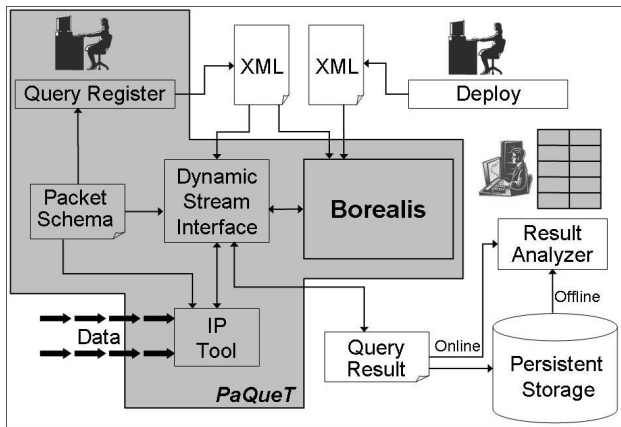 XML
XML
Query Register
Deploy
Packet
Schema
Dynamic
Stream
Interface
Borealis
Result
Analyzer
Offline
Data
IP
Tool
Query
Result
Online
Persistent
Storage
PaQueT